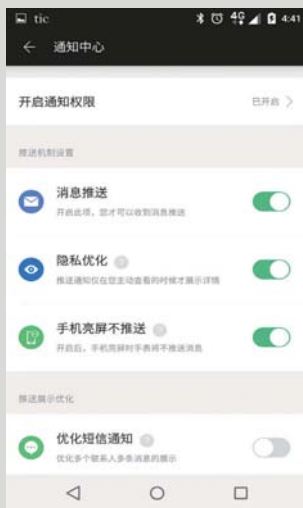 tic 4G 4:41
通知中心
开启通知权限 已开启
推送机制设置
消息推送
开启此项，您才可以收到消息推送
隐私优化
推送通知仅在您主动查看的时候才展示详情
手机亮屏不推送
开启后，手机亮屏时手表将不推送消息
推送展示优化
优化短信通知
优化多个联系人多条消息的展示